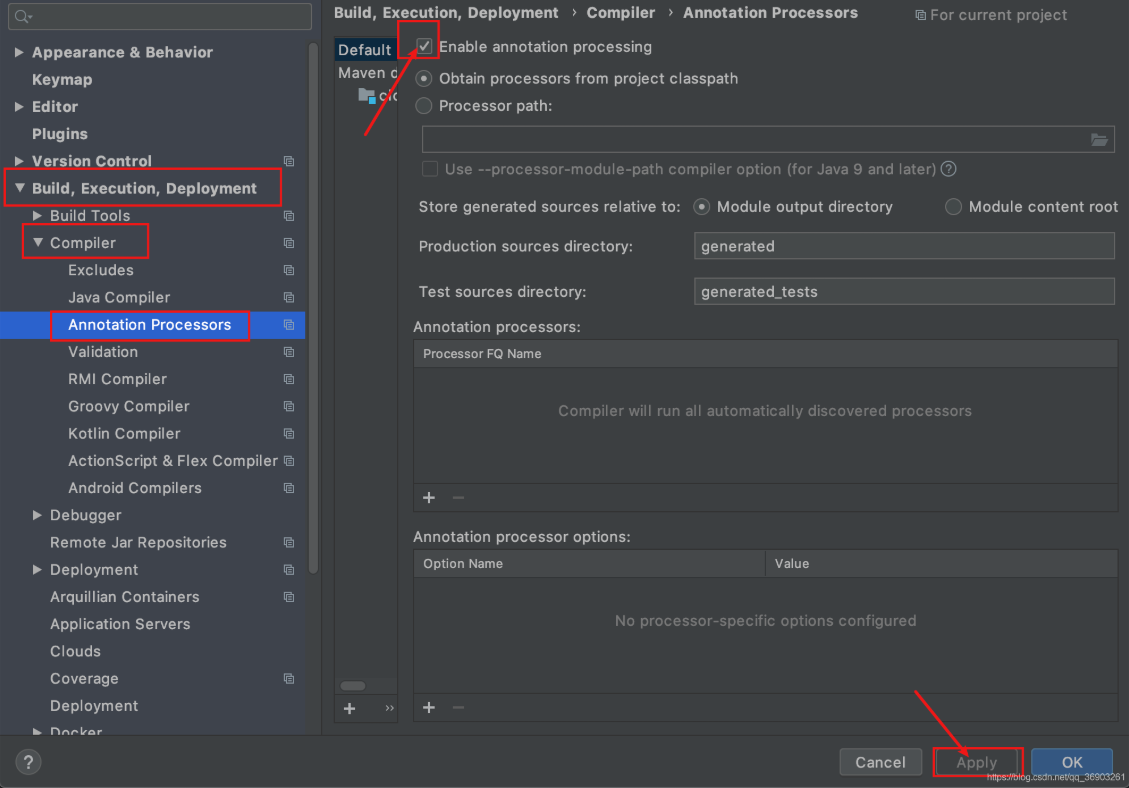 Build, Execution, Deployment › Compiler › Annotation Processors
For current project
Appearance & Behavior
Keymap
Editor
Plugins
Version Control
Build, Execution, Deployment
Build Tools
Compiler
Excludes
Java Compiler
Annotation Processors
Validation
RMI Compiler
Groovy Compiler
Kotlin Compiler
ActionScript & Flex Compiler
Android Compilers
Debugger
Remote Jar Repositories
Deployment
Arquillian Containers
Application Servers
Clouds
Coverage
Deployment
Docker
Default
Maven d
Enable annotation processing
Obtain processors from project classpath
Processor path:
Use --processor-module-path compiler option (for Java 9 and later)
Store generated sources relative to: Module output directory Module content root
Production sources directory: generated
Test sources directory: generated_tests
Annotation processors:
Processor FQ Name
Compiler will run all automatically discovered processors
Annotation processor options:
Option Name Value
No processor-specific options configured
? Cancel Apply OK
https://blog.csdn.net/qq_36903261